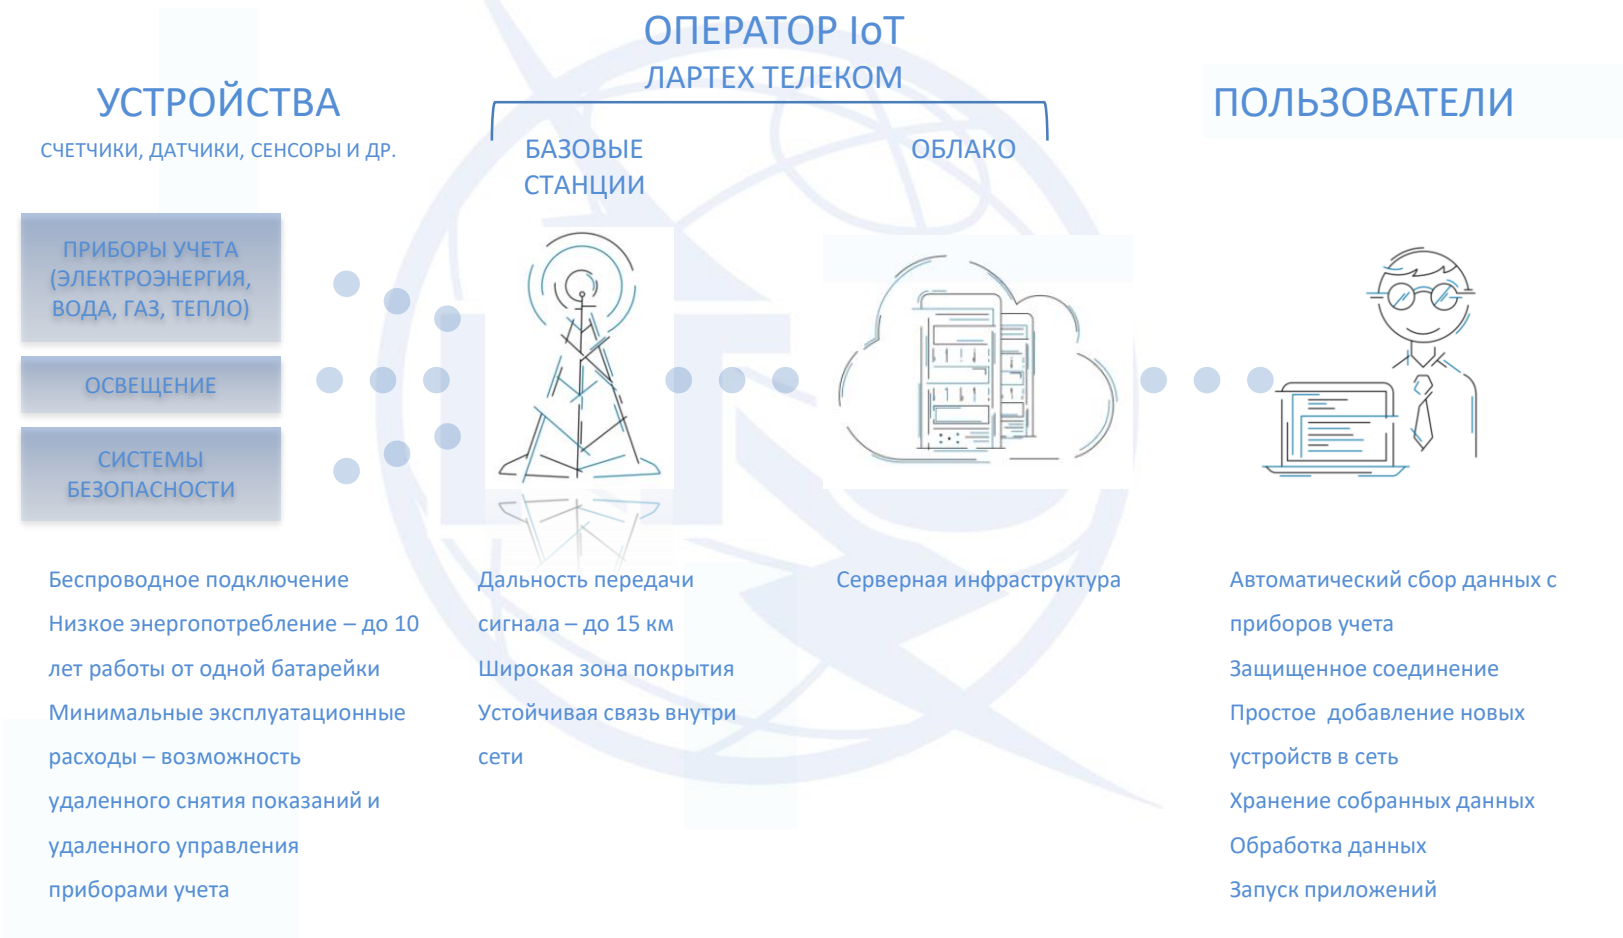 ОПЕРАТОР IoT
ЛАРТЕХ ТЕЛЕКОМ
УСТРОЙСТВА
СЧЕТЧИКИ, ДАТЧИКИ, СЕНСОРЫ И ДР.
БАЗОВЫЕ
СТАНЦИИ
ОБЛАКО
ПОЛЬЗОВАТЕЛИ
ПРИБОРЫ УЧЕТА
(ЭЛЕКТРОЭНЕРГИЯ,
ВОДА, ГАЗ, ТЕПЛО)
ОСВЕЩЕНИЕ
СИСТЕМЫ
БЕЗОПАСНОСТИ
Беспроводное подключение
Низкое энергопотребление – до 10
лет работы от одной батарейки
Минимальные эксплуатационные
расходы – возможность
удаленного снятия показаний и
удаленного управления
приборами учета
Дальность передачи
сигнала – до 15 км
Широкая зона покрытия
Устойчивая связь внутри
сети
Серверная инфраструктура
Автоматический сбор данных с
приборов учета
Защищенное соединение
Простое  добавление новых
устройств в сеть
Хранение собранных данных
Обработка данных
Запуск приложений